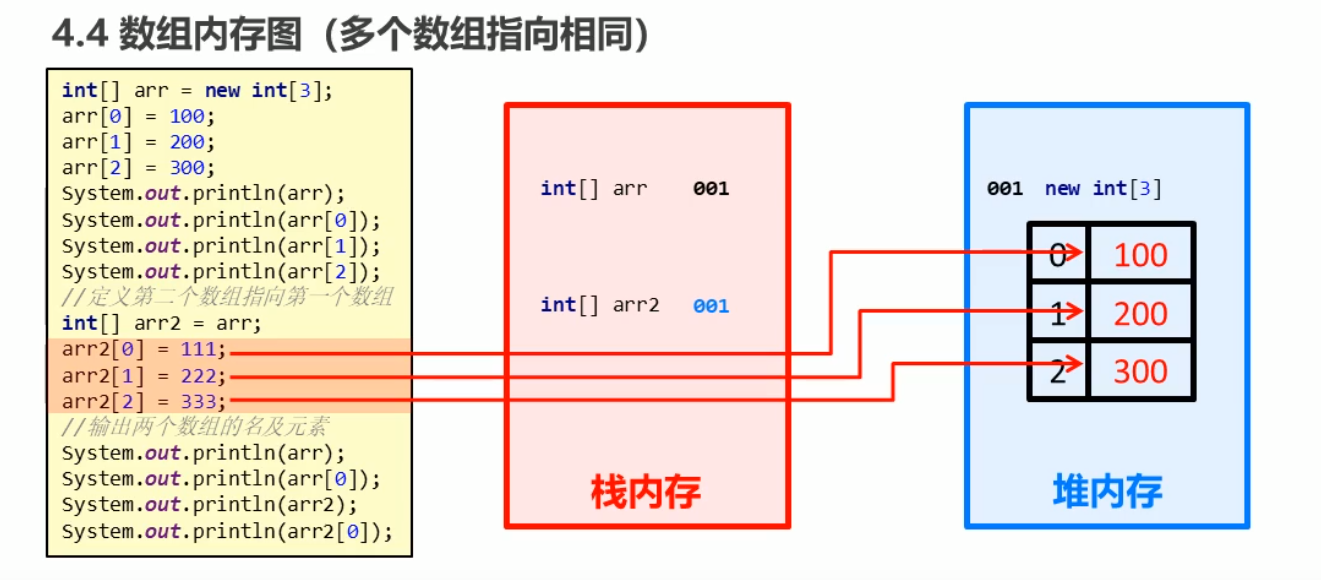 4.4 数组内存图（多个数组指向相同）
int[] arr = new int[3];
arr[0] = 100;
arr[1] = 200;
arr[2] = 300;
System.out.println(arr);
System.out.println(arr[0]);
System.out.println(arr[1]);
System.out.println(arr[2]);
//定义第二个数组指向第一个数组
int[] arr2 = arr;
arr2[0] = 111;
arr2[1] = 222;
arr2[2] = 333;
//输出两个数组的名及元素
System.out.println(arr);
System.out.println(arr[0]);
System.out.println(arr2);
System.out.println(arr2[0]);
int[] arr 001
int[] arr2 001
栈内存
001 new int[3]
0 100
1 200
2 300
堆内存